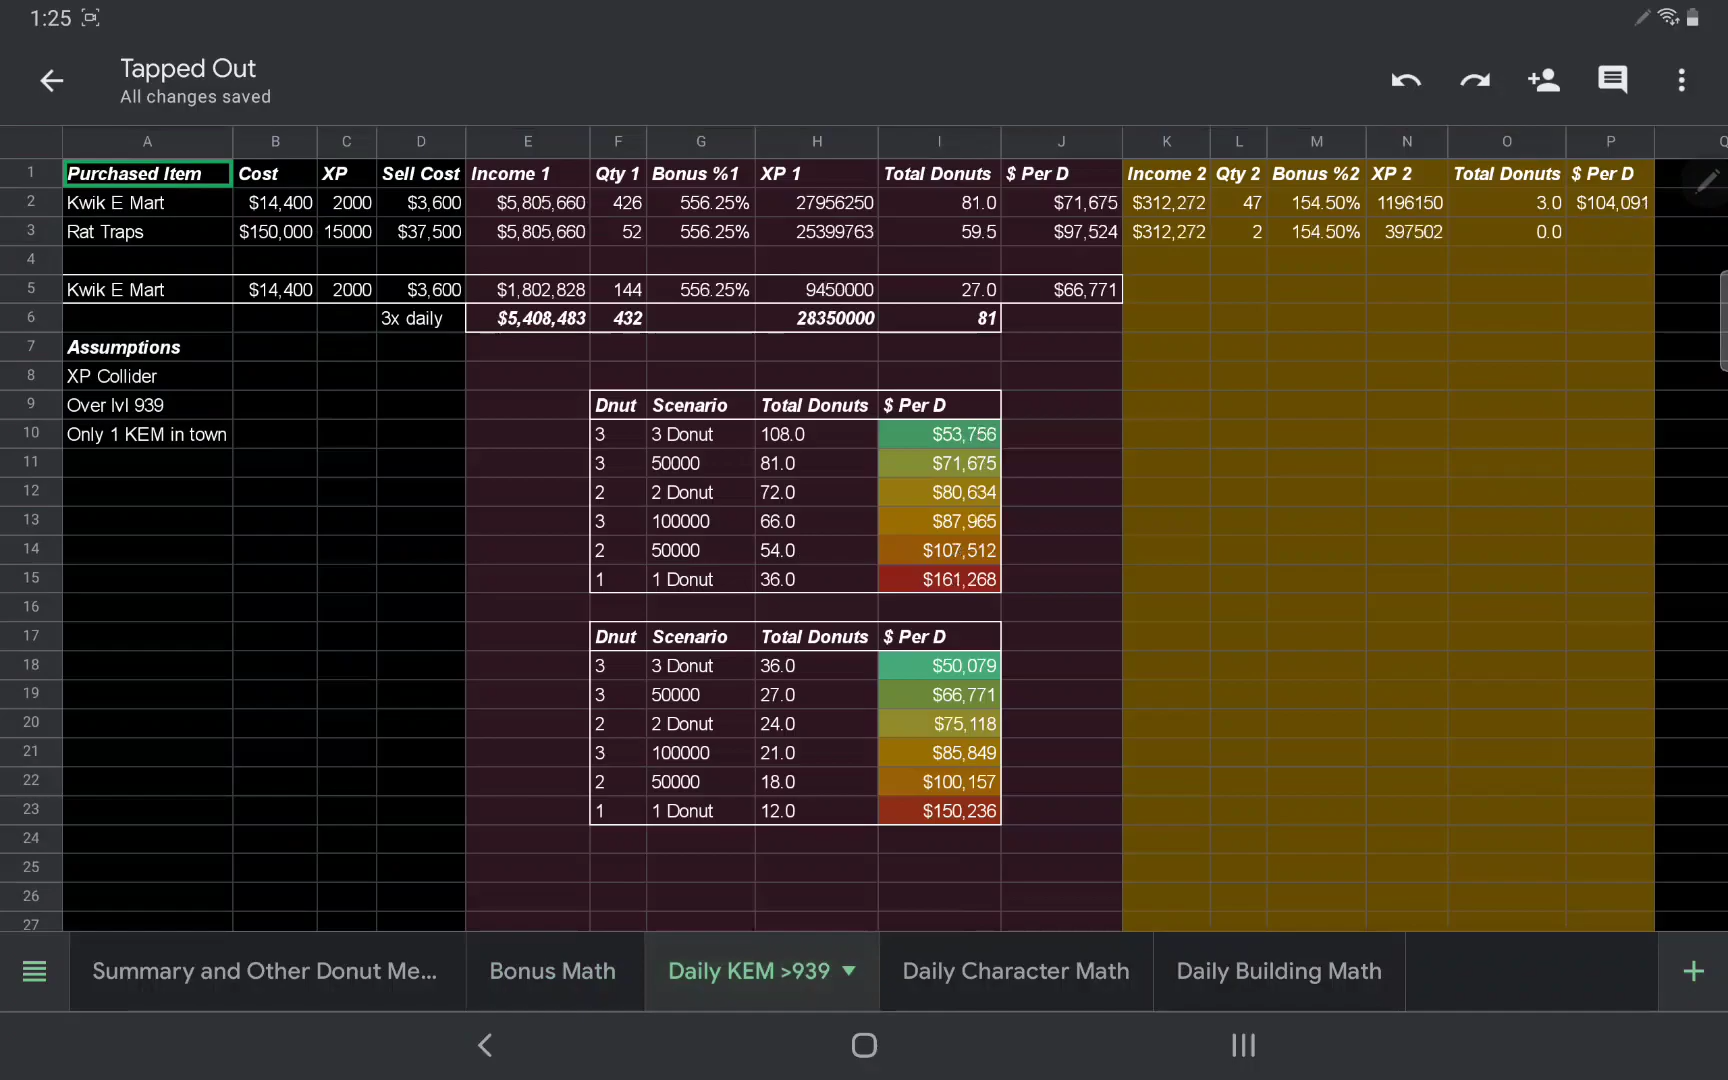 1:25
Tapped Out
All changes saved
A B C D E F G H I J K L M N O P Q
1 Purchased Item Cost XP Sell Cost Income 1 Qty 1 Bonus %1 XP 1 Total Donuts $ Per D Income 2 Qty 2 Bonus %2 XP 2 Total Donuts $ Per D
2 Kwik E Mart $14,400 2000 $3,600 $5,805,660 426 556.25% 27956250 81.0 $71,675 $312,272 47 154.50% 1196150 3.0 $104,091
3 Rat Traps $150,000 15000 $37,500 $5,805,660 52 556.25% 25399763 59.5 $97,524 $312,272 2 154.50% 397502 0.0
4
5 Kwik E Mart $14,400 2000 $3,600 $1,802,828 144 556.25% 9450000 27.0 $66,771
6 3x daily $5,408,483 432 28350000 81
7 Assumptions
8 XP Collider
9 Over lvl 939 Dnut Scenario Total Donuts $ Per D
10 Only 1 KEM in town 3 3 Donut 108.0 $53,756
11 3 50000 81.0 $71,675
12 2 2 Donut 72.0 $80,634
13 3 100000 66.0 $87,965
14 2 50000 54.0 $107,512
15 1 1 Donut 36.0 $161,268
16
17 Dnut Scenario Total Donuts $ Per D
18 3 3 Donut 36.0 $50,079
19 3 50000 27.0 $66,771
20 2 2 Donut 24.0 $75,118
21 3 100000 21.0 $85,849
22 2 50000 18.0 $100,157
23 1 1 Donut 12.0 $150,236
24
25
26
27
Summary and Other Donut Me... Bonus Math Daily KEM >939 Daily Character Math Daily Building Math